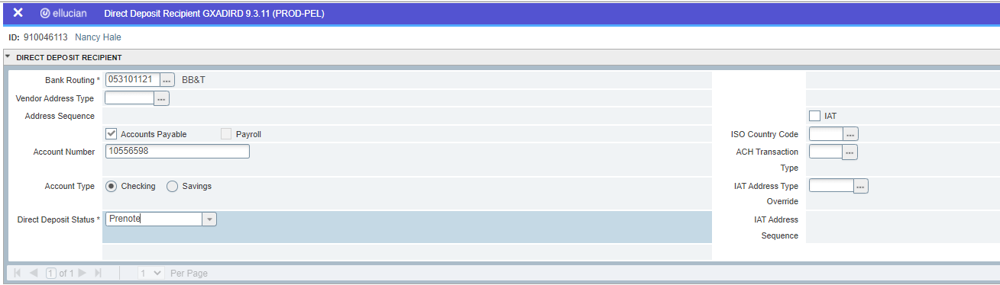 ✕ ellucian Direct Deposit Recipient GXADIRD 9.3.11 (PROD-PEL)
ID: 910046113 Nancy Hale
DIRECT DEPOSIT RECIPIENT
Bank Routing * 053101121 ... BB&T
Vendor Address Type ...
Address Sequence
IAT
Accounts Payable Payroll
ISO Country Code ...
Account Number 10556598
ACH Transaction ...
Type
Account Type Checking Savings
IAT Address Type ...
Override
Direct Deposit Status * Prenote
IAT Address
Sequence
1 of 1 1 Per Page